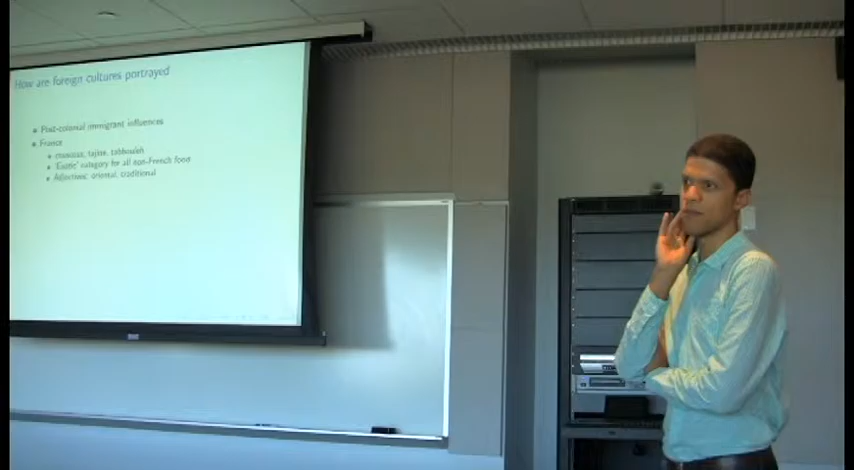 How are foreign cultures portrayed
Post-colonial immigrant influences
France
couscous, tajine, tabbouleh
'Exotic' category for all non-French food
Adjectives: oriental, traditional